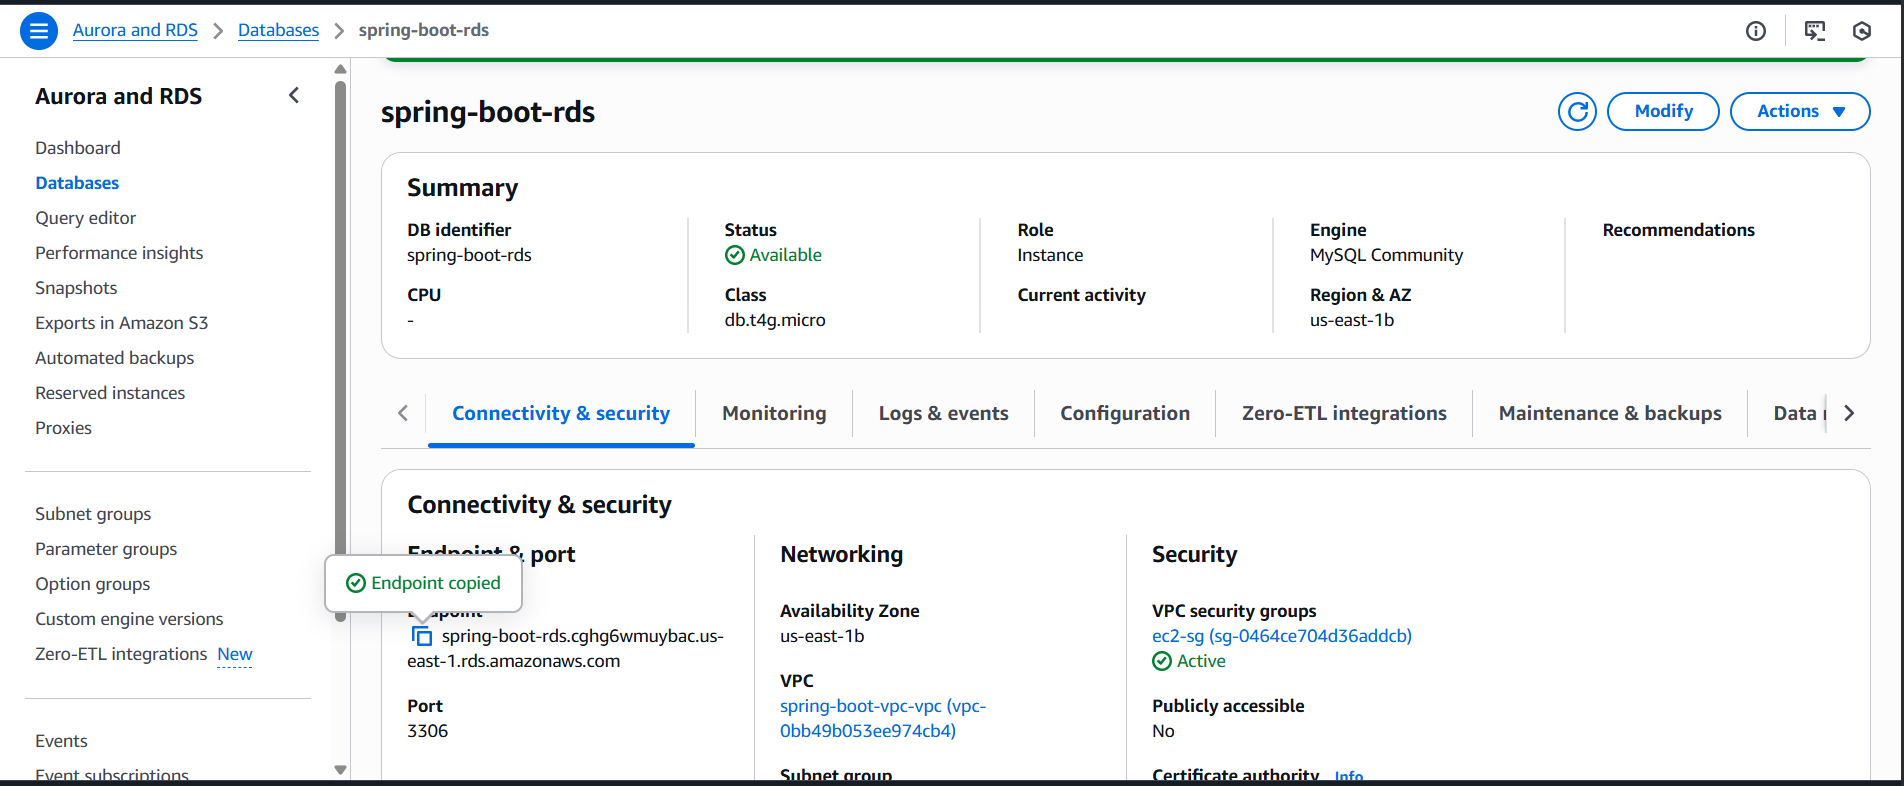 Aurora and RDS > Databases > spring-boot-rds
Aurora and RDS
Dashboard
Databases
Query editor
Performance insights
Snapshots
Exports in Amazon S3
Automated backups
Reserved instances
Proxies
Subnet groups
Parameter groups
Option groups
Custom engine versions
Zero-ETL integrations New
Events
Event subscriptions
spring-boot-rds
Modify
Actions
Summary
DB identifier
spring-boot-rds
CPU
-
Status
Available
Class
db.t4g.micro
Role
Instance
Current activity
Engine
MySQL Community
Region & AZ
us-east-1b
Recommendations
Connectivity & security
Monitoring
Logs & events
Configuration
Zero-ETL integrations
Maintenance & backups
Data
Connectivity & security
Endpoint & port
Endpoint copied
Endpoint
spring-boot-rds.cghg6wmuybac.us-
east-1.rds.amazonaws.com
Port
3306
Networking
Availability Zone
us-east-1b
VPC
spring-boot-vpc-vpc (vpc-
0bb49b053ee974cb4)
Subnet group
Security
VPC security groups
ec2-sg (sg-0464ce704d36addcb)
Active
Publicly accessible
No
Certificate authority Info